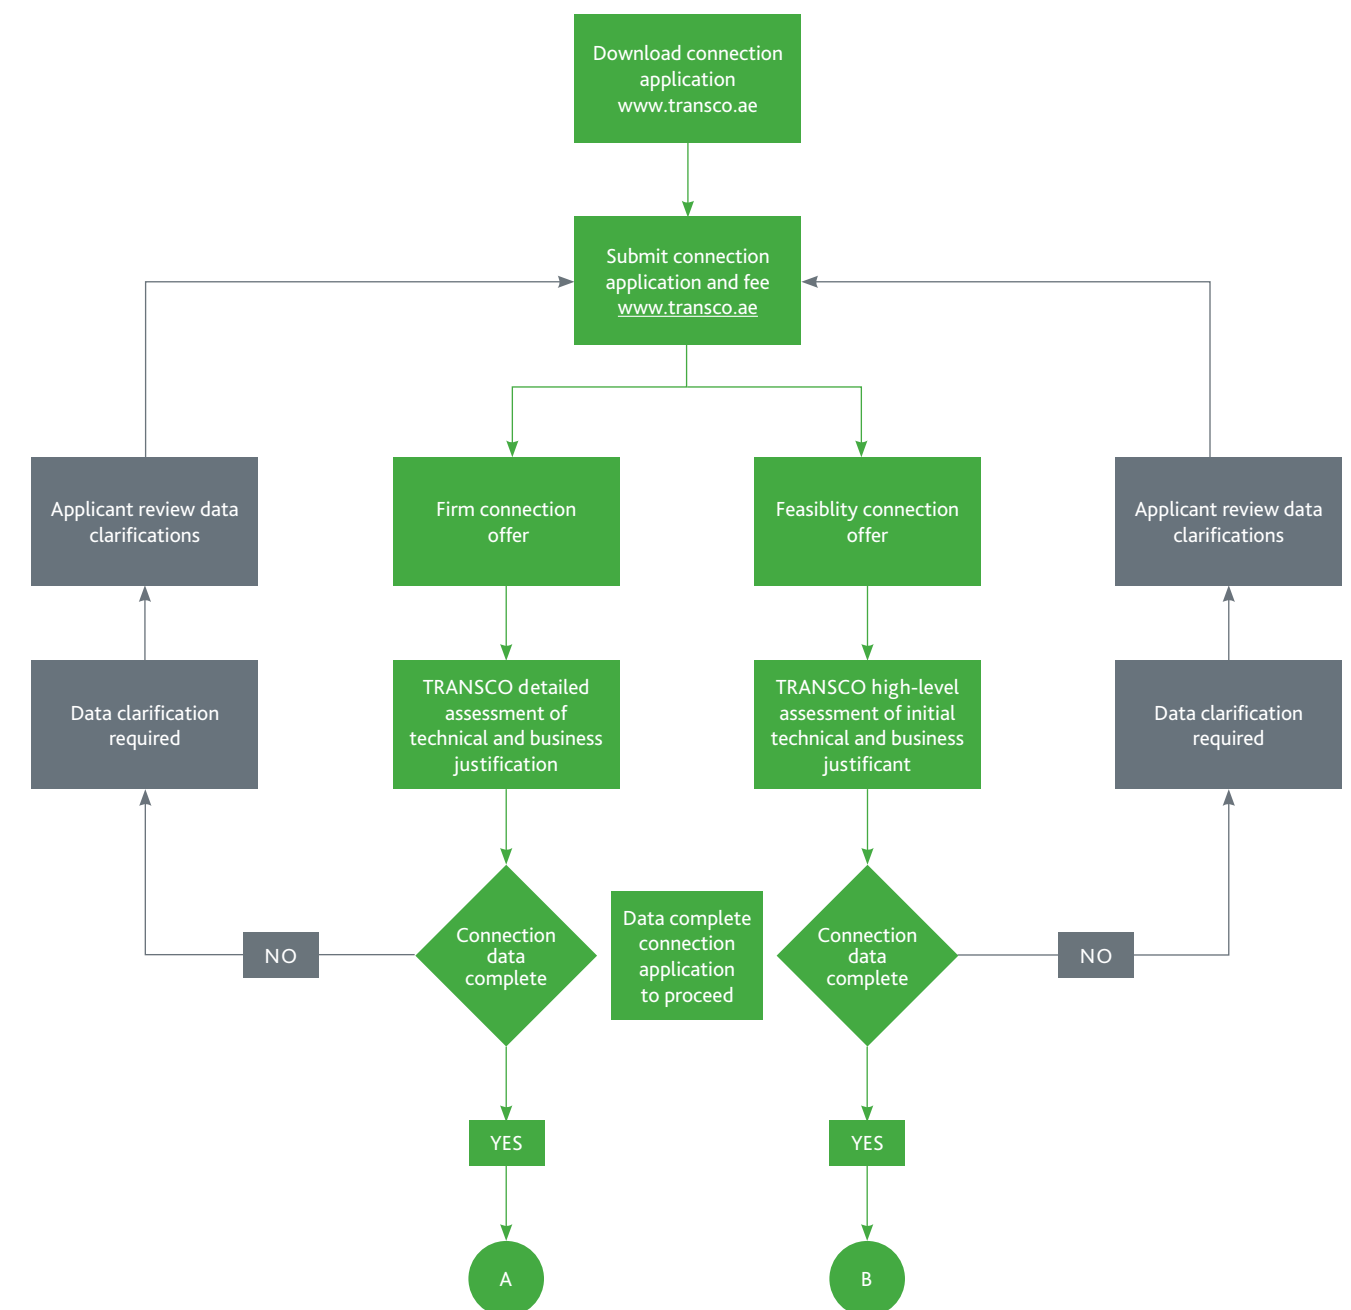 Download connection
application
www.transco.ae
Submit connection
application and fee
www.transco.ae
Applicant review data
clarifications
Firm connection
offer
Feasiblity connection
offer
Applicant review data
clarifications
Data clarification
required
TRANSCO detailed
assessment of
technical and business
justification
TRANSCO high-level
assessment of initial
technical and business
justificant
Data clarification
required
NO
Connection
data
complete
Data complete
connection
application
to proceed
Connection
data
complete
NO
YES
YES
A
B